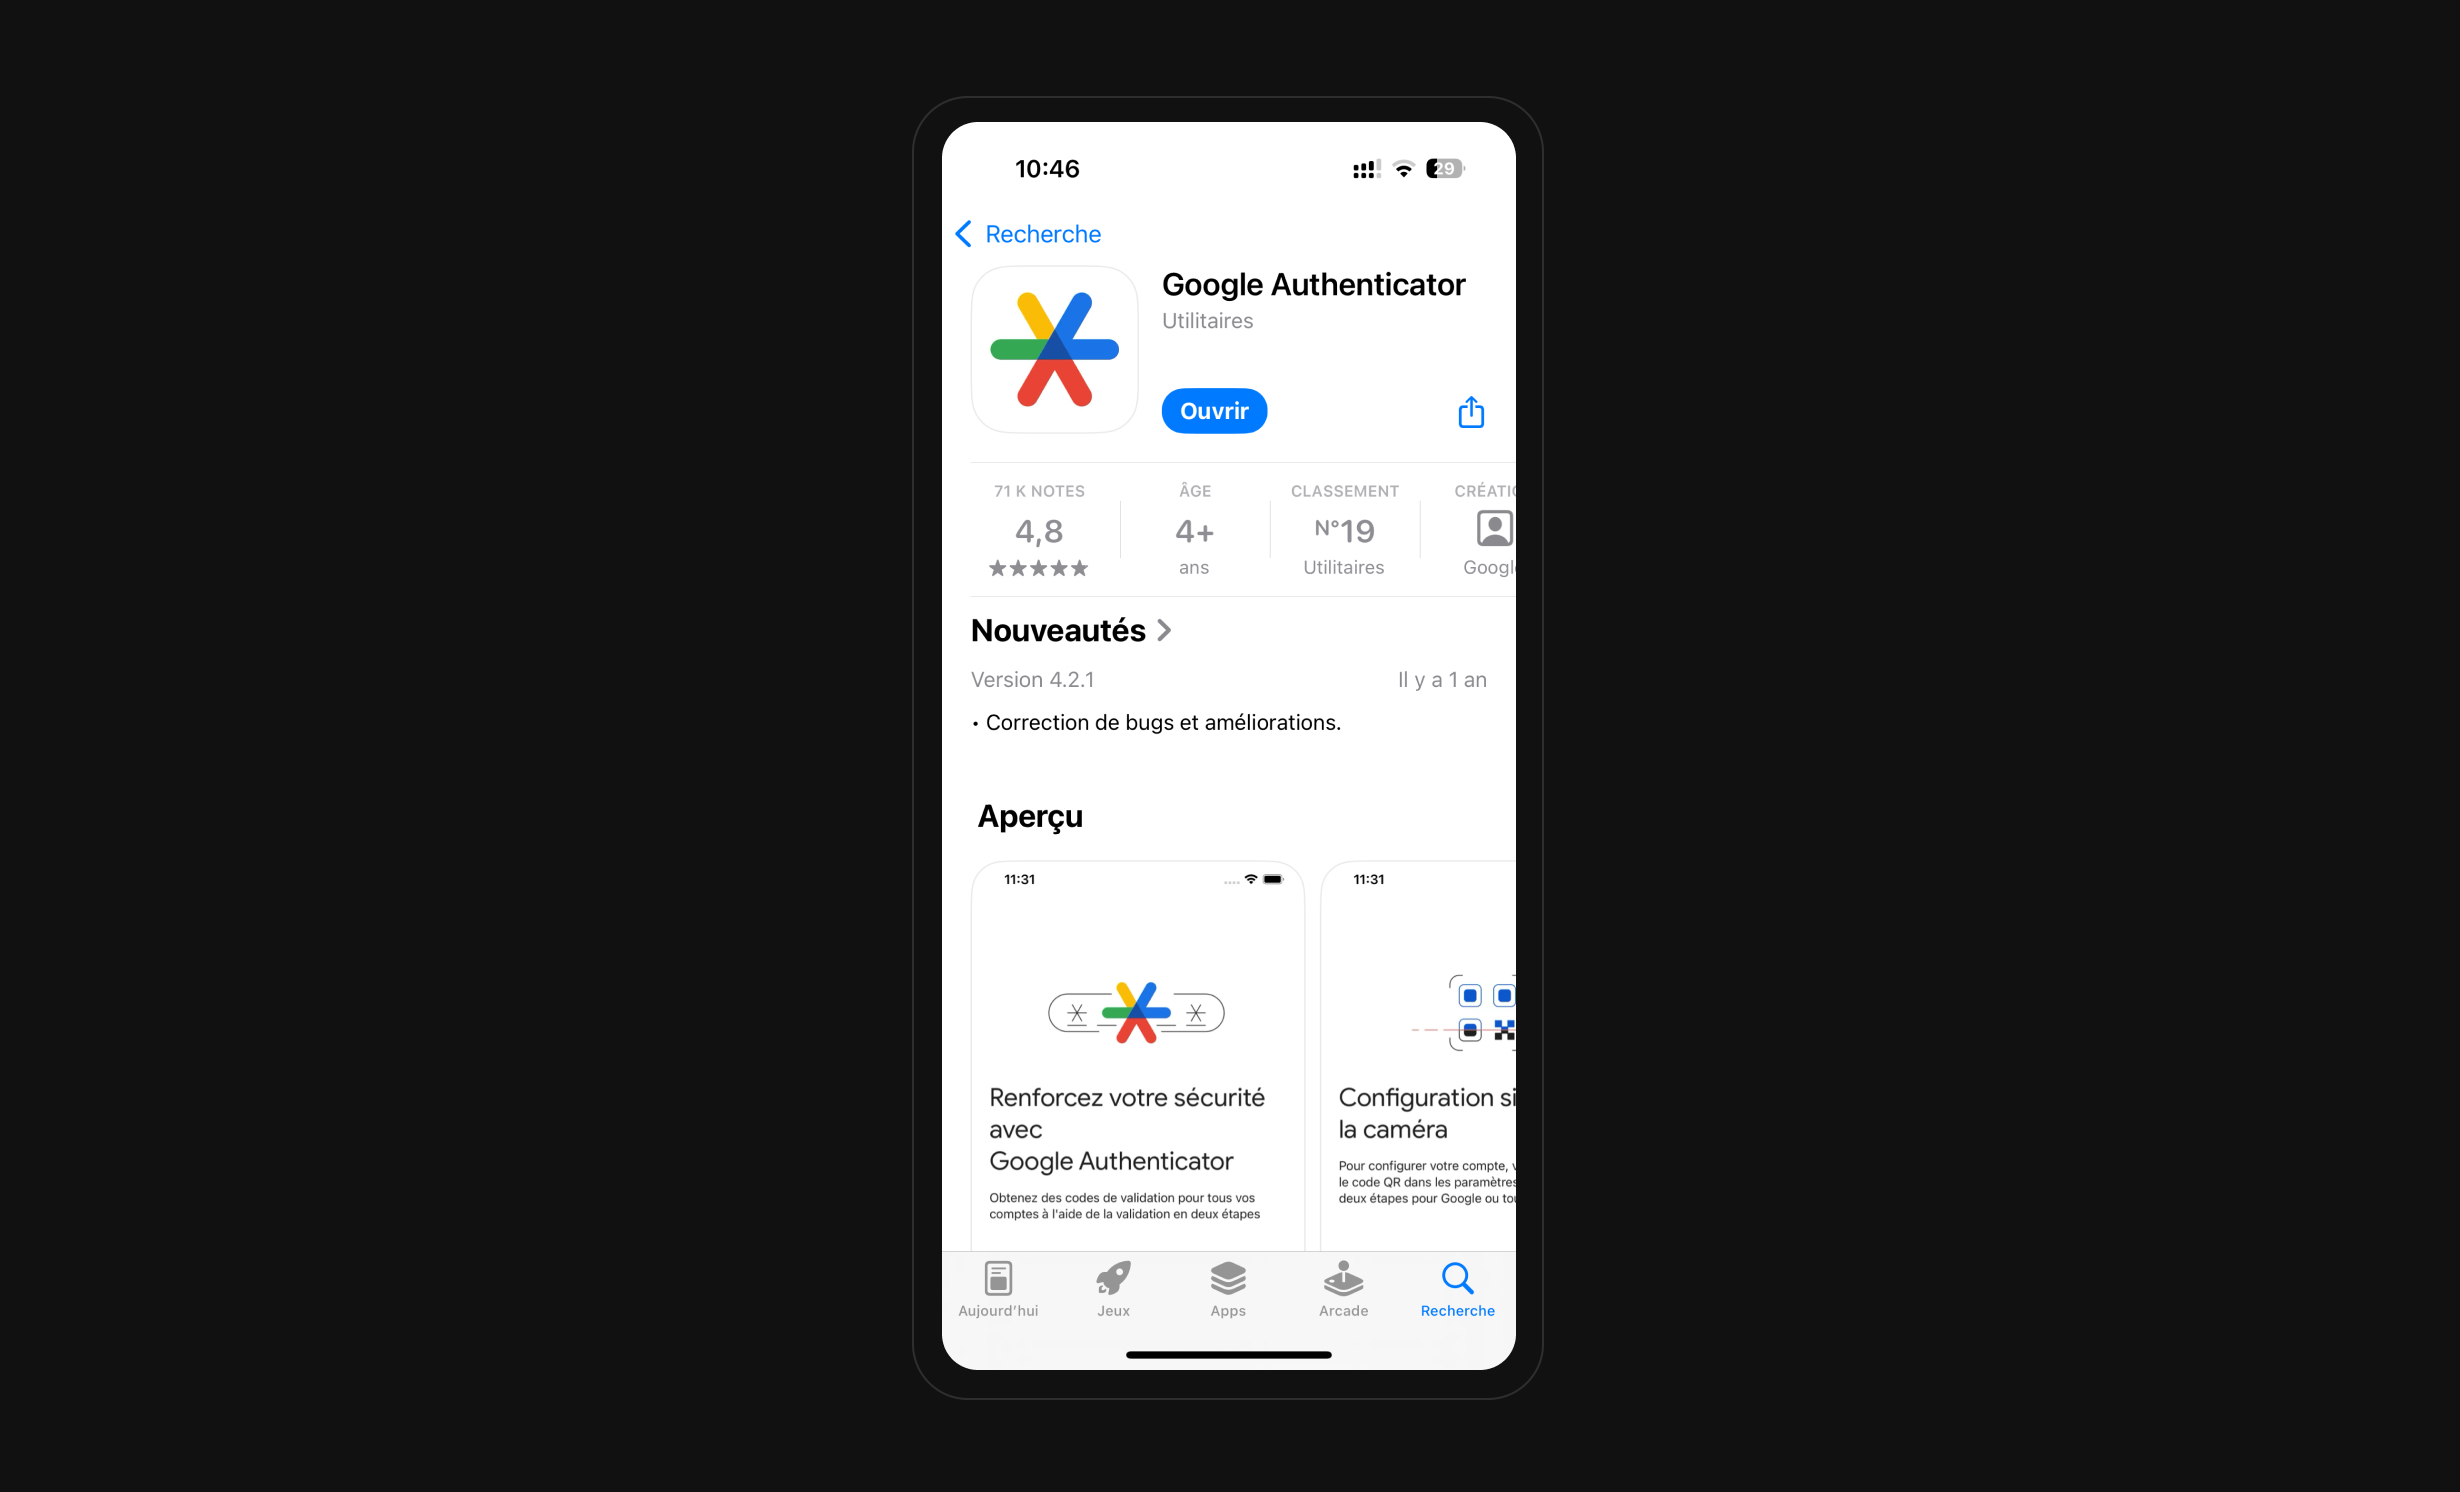 10:46
29
Recherche
Google Authenticator
Utilitaires
Ouvrir
71 K NOTES
4,8
ÂGE
4+
ans
CLASSEMENT
N°19
Utilitaires
Nouveautés
Version 4.2.1
Il y a 1 an
• Correction de bugs et améliorations.
Aperçu
11:31
Renforcez votre sécurité
avec
Google Authenticator
Obtenez des codes de validation pour tous vos
comptes à l'aide de la validation en deux étapes
11:31
Configuration
la caméra
Pour configurer votre compte,
le code QR dans les paramètres
deux étapes pour Google ou
Aujourd'hui
Jeux
Apps
Arcade
Recherche